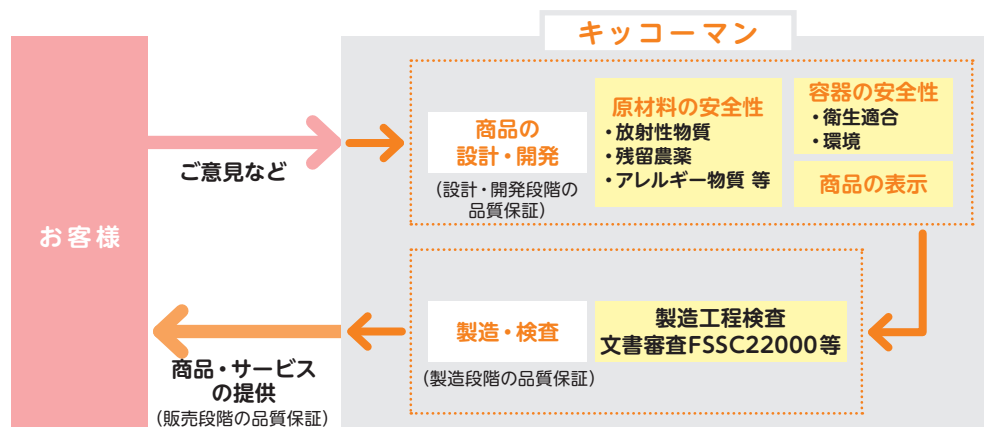 キッコーマン
お客様
ご意見など
商品の
設計・開発
(設計・開発段階の
品質保証)
原材料の安全性
・放射性物質
・残留農薬
・アレルギー物質 等
容器の安全性
・衛生適合
・環境
商品の表示
製造・検査
(製造段階の品質保証)
製造工程検査
文書審査FSSC22000等
商品・サービス
の提供
(販売段階の品質保証)